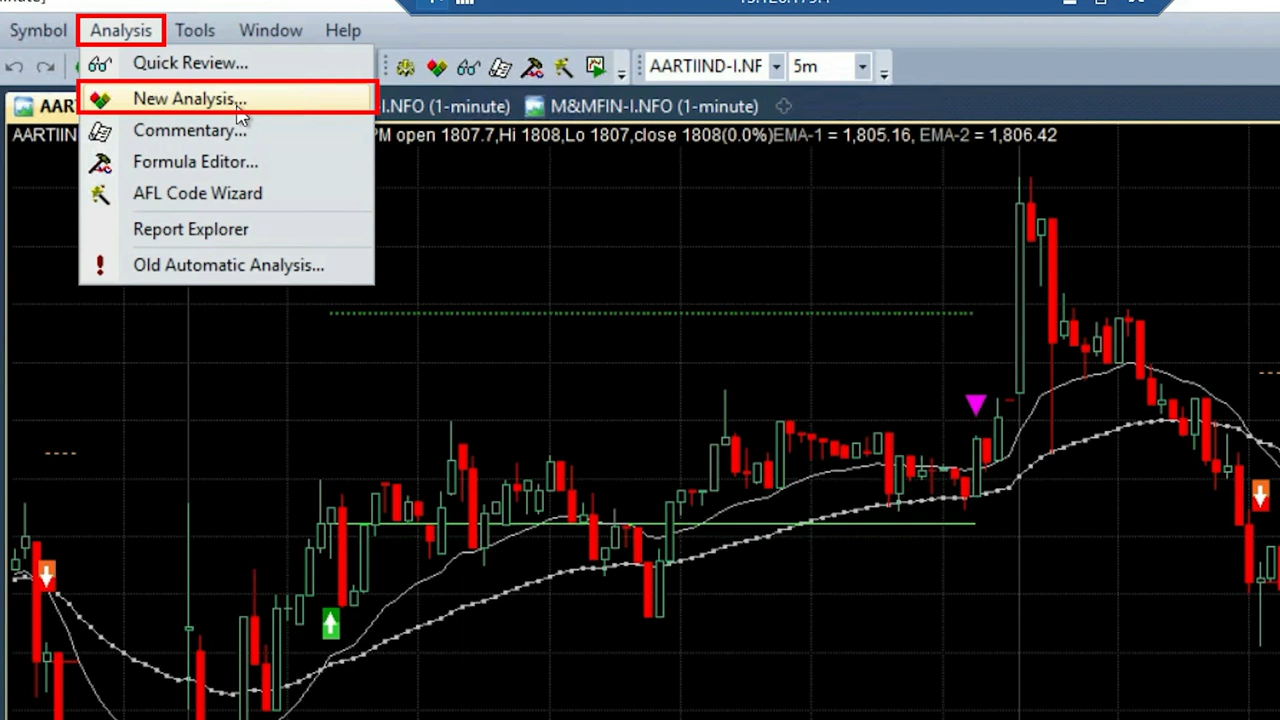 Symbol Analysis Tools Window Help
Quick Review...
AARTIIND-I.NF 5m
New Analysis...
AAR -I.NFO (1-minute) M&MFIN-I.NFO (1-minute)
Commentary...
AARTIIN PM open 1807.7,Hi 1808,Lo 1807,close 1808(0.0%)EMA-1 = 1,805.16, EMA-2 = 1,806.42
Formula Editor...
AFL Code Wizard
Report Explorer
Old Automatic Analysis...